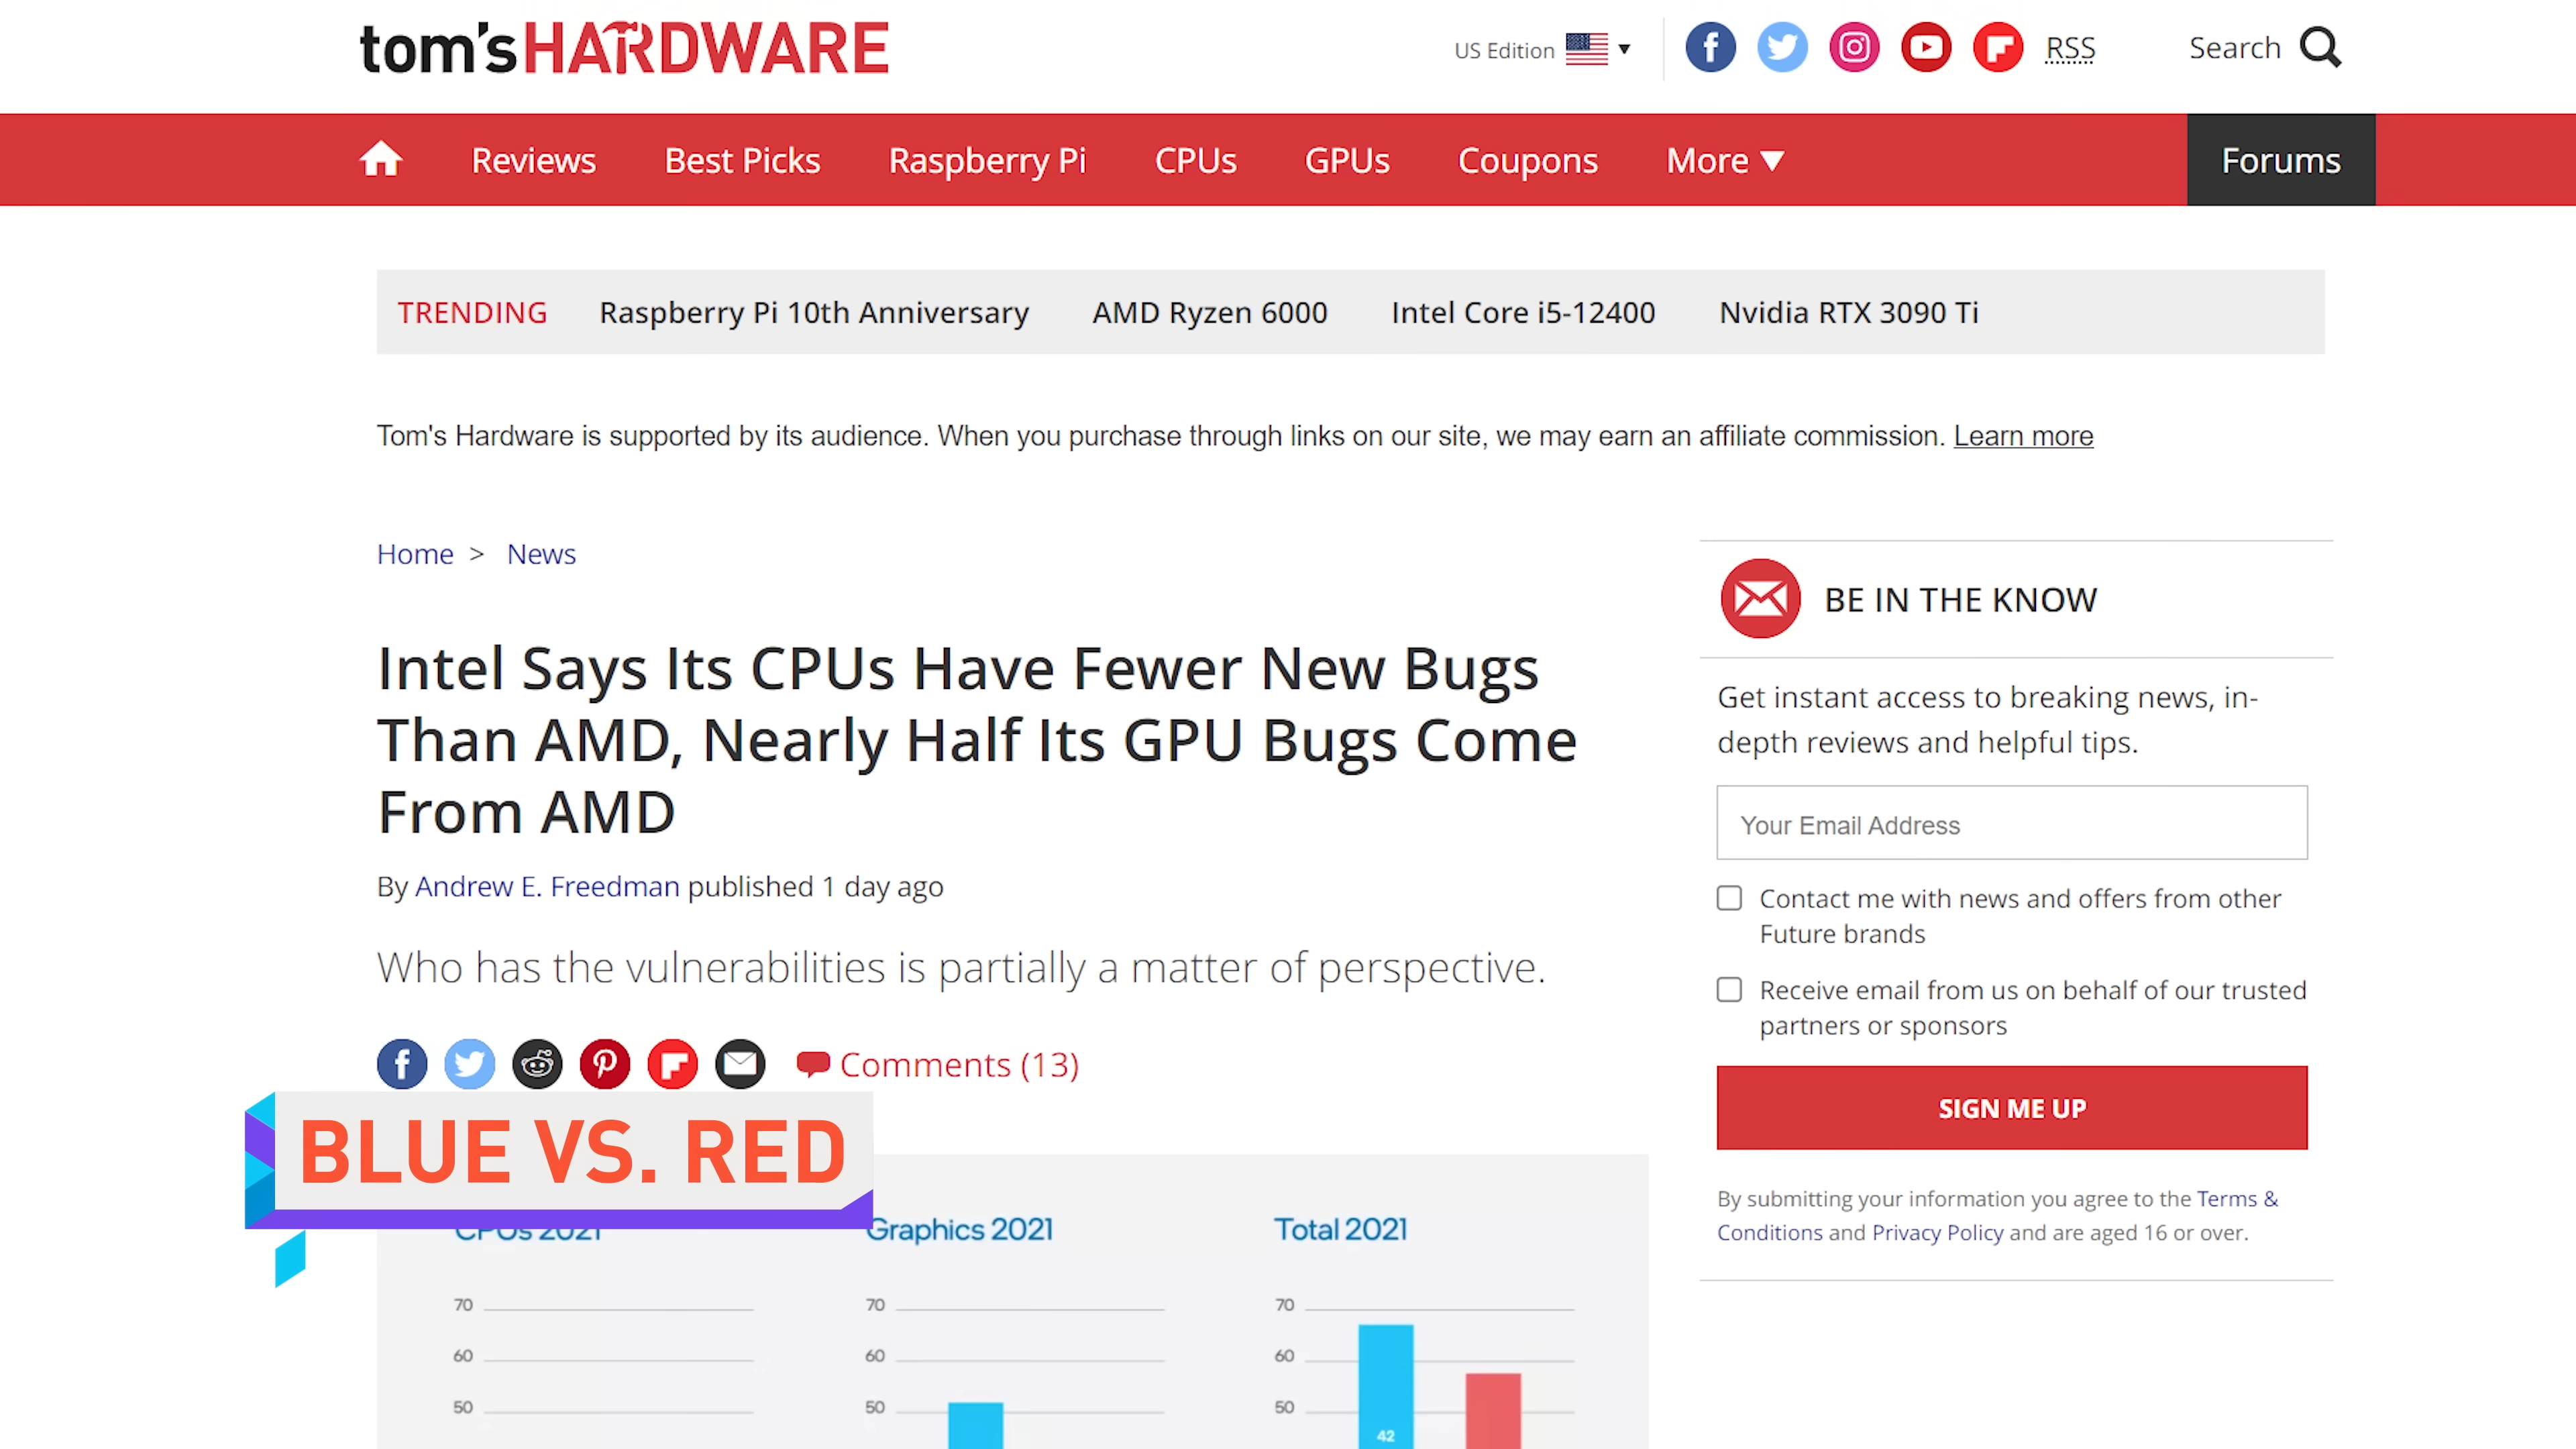 tom's HARDWARE
US Edition
RSS
Search
Reviews
Best Picks
Raspberry Pi
CPUs
GPUs
Coupons
More
Forums
TRENDING
Raspberry Pi 10th Anniversary
AMD Ryzen 6000
Intel Core i5-12400
Nvidia RTX 3090 Ti
Tom's Hardware is supported by its audience. When you purchase through links on our site, we may earn an affiliate commission. Learn more
Home > News
Intel Says Its CPUs Have Fewer New Bugs
Than AMD, Nearly Half Its GPU Bugs Come
From AMD
By Andrew E. Freedman published 1 day ago
Who has the vulnerabilities is partially a matter of perspective.
Comments (13)
BLUE VS. RED
CPUs 2021
70
60
50
Graphics 2021
70
60
50
Total 2021
70
60
50
42
BE IN THE KNOW
Get instant access to breaking news, in-
depth reviews and helpful tips.
Your Email Address
Contact me with news and offers from other
Future brands
Receive email from us on behalf of our trusted
partners or sponsors
SIGN ME UP
By submitting your information you agree to the Terms &
Conditions and Privacy Policy and are aged 16 or over.